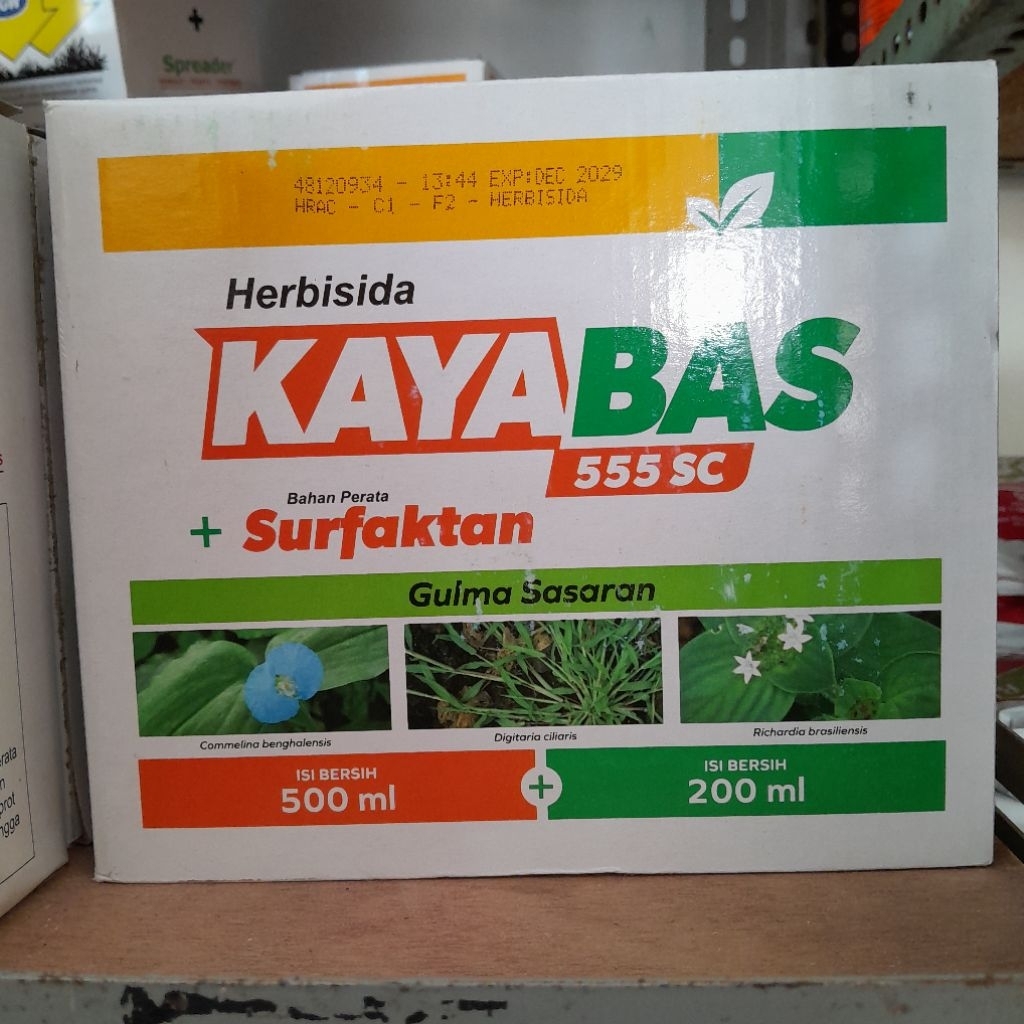 Spreader
48120934 - 13:44 EXP:DEC 2029
HRAC - C1 - F2 - HERBISIDA
Herbisida
KAYABAS
555 SC
Bahan Perata
+ Surfaktan
Gulma Sasaran
Commelina benghalensis
Digitaria ciliaris
Richardia brasiliensis
ISI BERSIH
500 ml
+
ISI BERSIH
200 ml